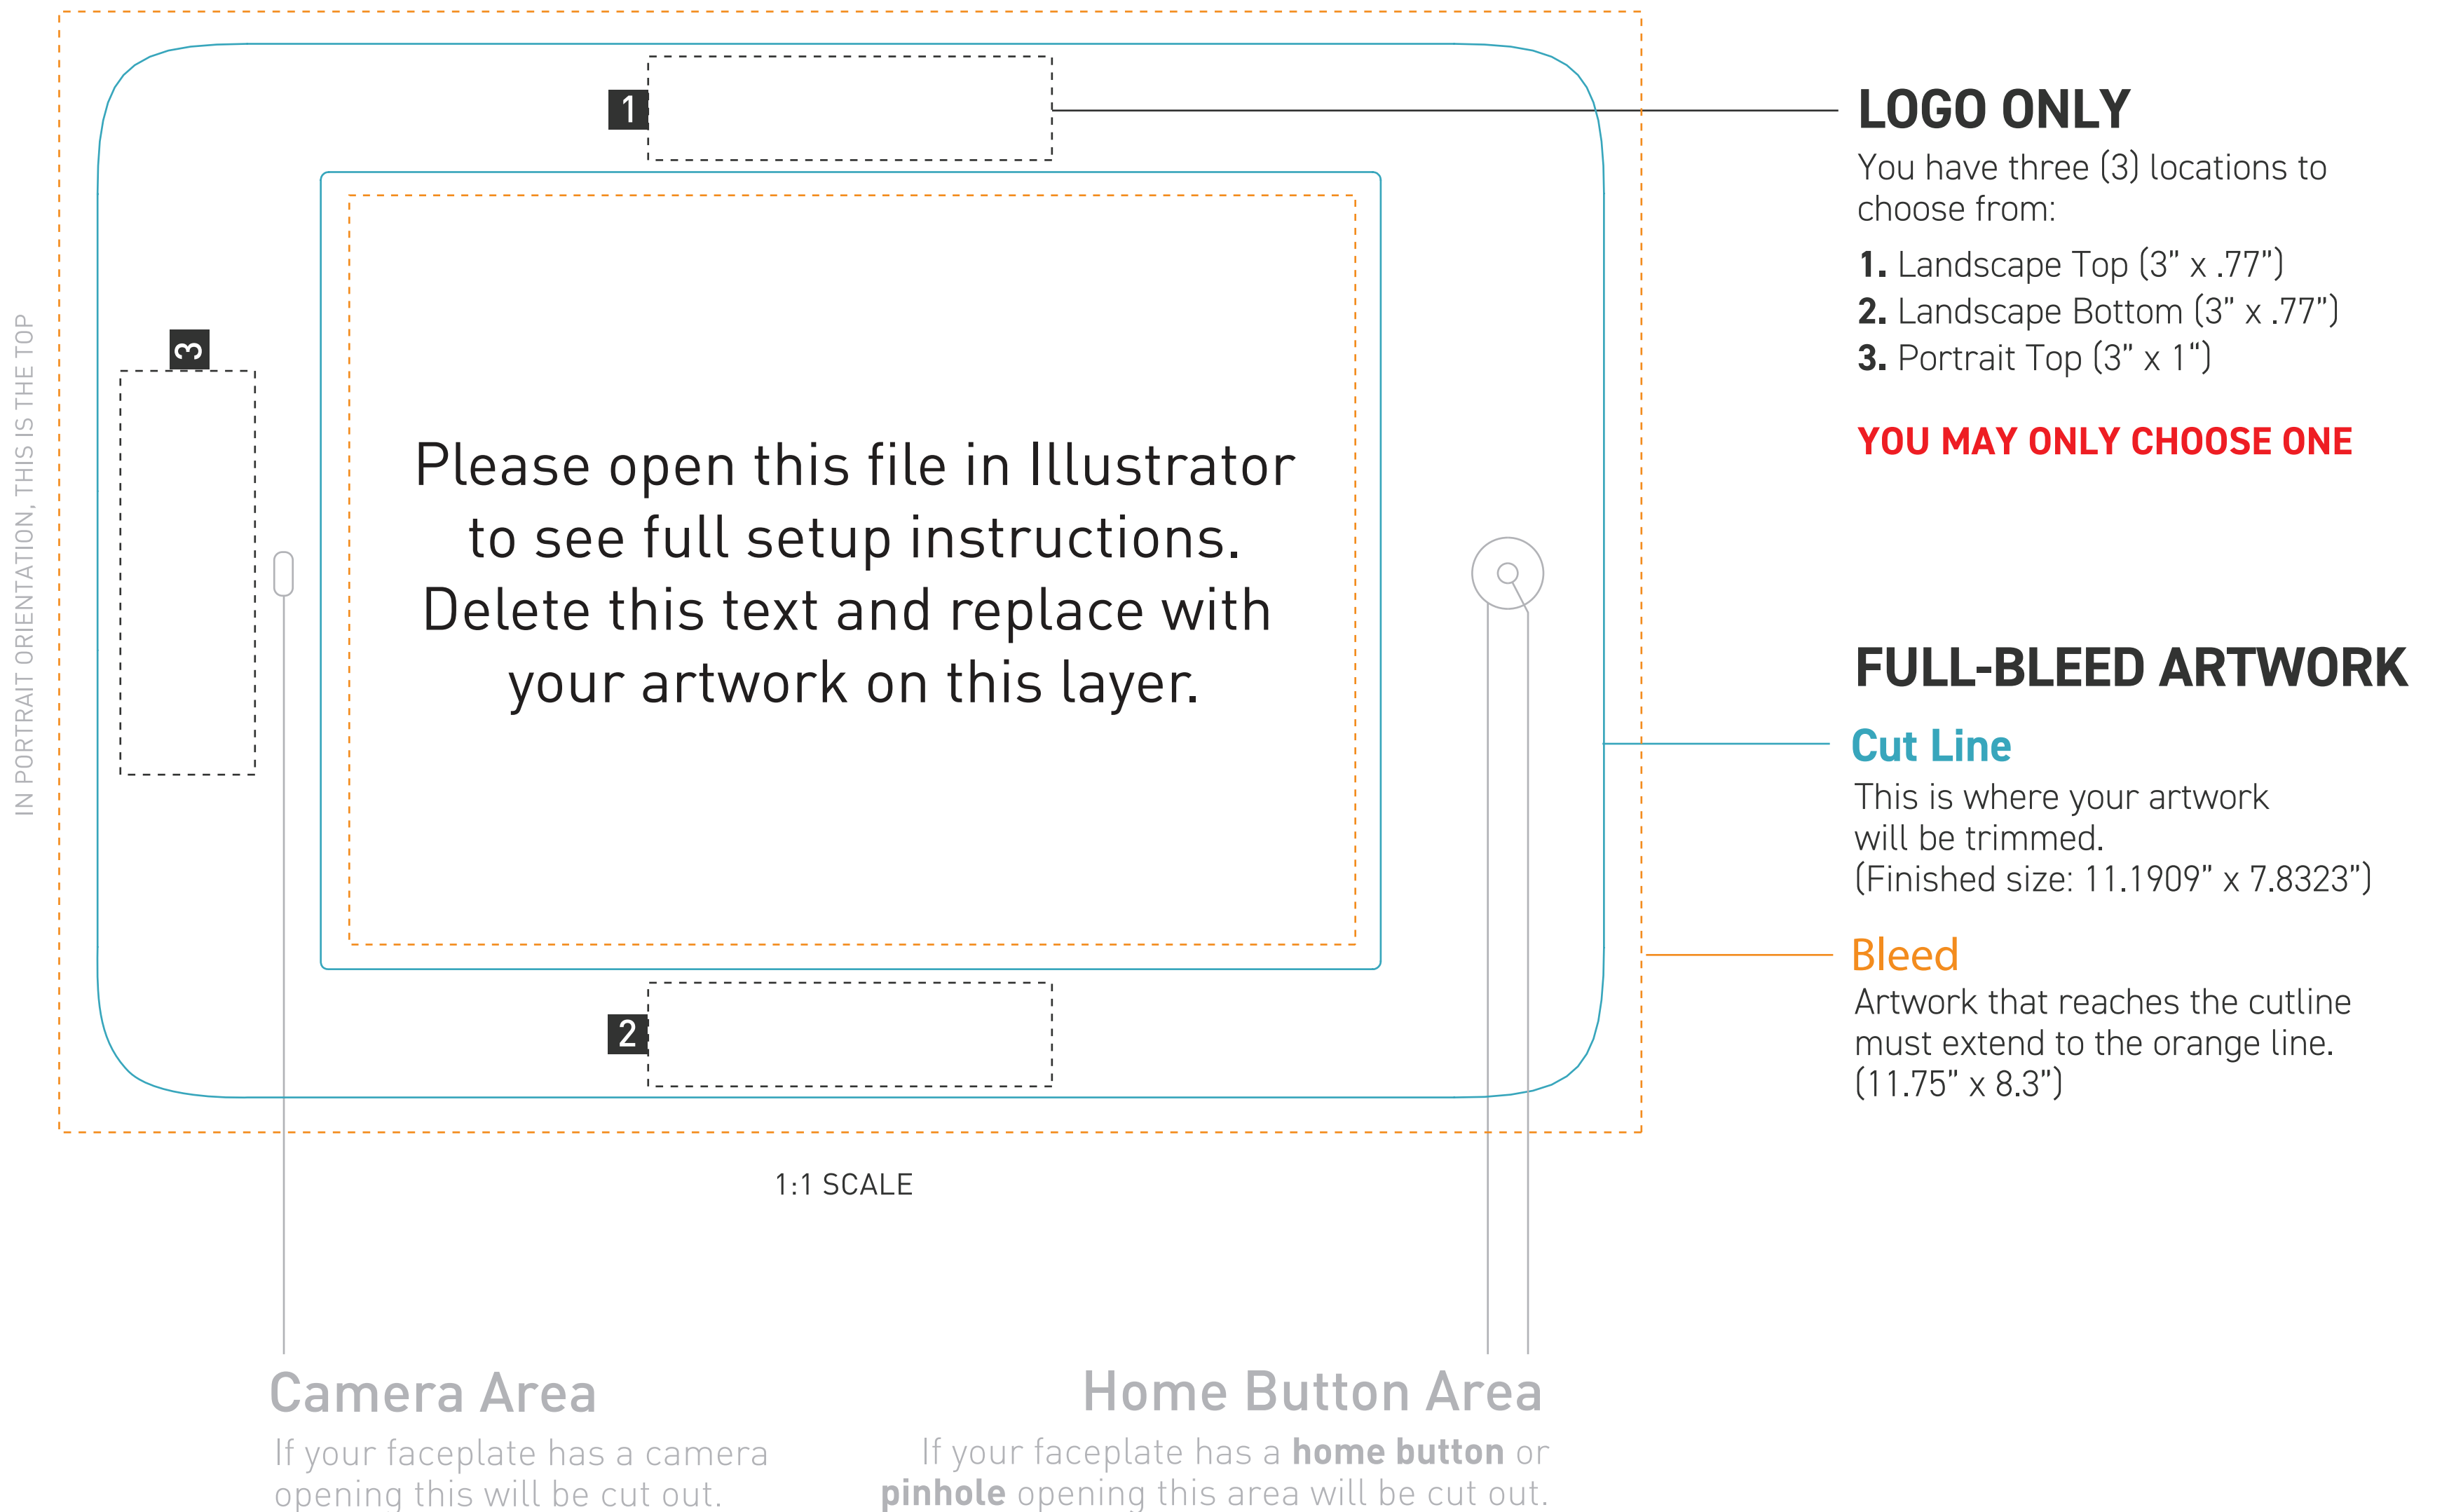 1
LOGO ONLY
You have three (3) locations to
choose from:
1. Landscape Top (3” x .77”)
2. Landscape Bottom (3” x .77”)
3. Portrait Top (3” x 1“)
YOU MAY ONLY CHOOSE ONE
IN PORTRAIT ORIENTATION, THIS IS THE TOP
3
Please open this file in Illustrator
to see full setup instructions.
Delete this text and replace with
your artwork on this layer.
FULL-BLEED ARTWORK
Cut Line
This is where your artwork
will be trimmed.
(Finished size: 11.1909” x 7.8323”)
Bleed
Artwork that reaches the cutline
must extend to the orange line.
(11.75” x 8.3”)
2
1:1 SCALE
Camera Area
If your faceplate has a camera
opening this will be cut out.
Home Button Area
If your faceplate has a home button or
pinhole opening this area will be cut out.